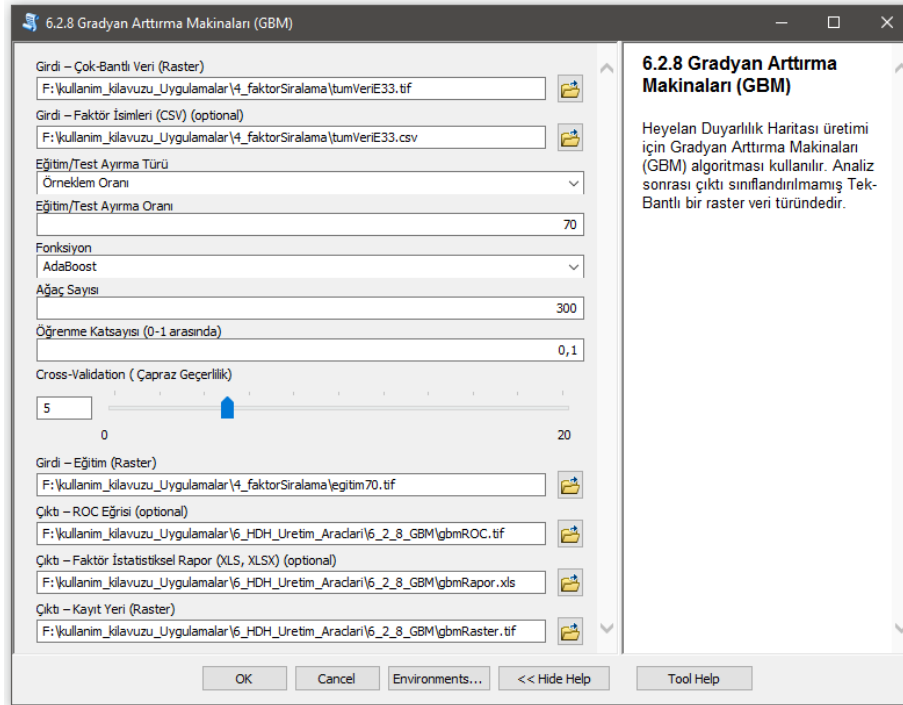 6.2.8 Gradyan Arttırma Makinaları (GBM)
Girdi – Çok-Bantlı Veri (Raster)
F:\kullanim_kilavuzu_Uygulamalar\4_faktorSiralama\tumVeriE33.tif
Girdi – Faktör İsimleri (CSV) (optional)
F:\kullanim_kilavuzu_Uygulamalar\4_faktorSiralama\tumVeriE33.csv
Eğitim/Test Ayırma Türü
Örneklem Oranı
Eğitim/Test Ayırma Oranı
70
Fonksiyon
AdaBoost
Ağaç Sayısı
300
Öğrenme Katsayısı (0-1 arasında)
0,1
Cross-Validation ( Çapraz Geçerlilik)
5
0 20
Girdi – Eğitim (Raster)
F:\kullanim_kilavuzu_Uygulamalar\4_faktorSiralama\egitim70.tif
Çıktı – ROC Eğrisi (optional)
F:\kullanim_kilavuzu_Uygulamalar\6_HDH_Uretim_Araclari\6_2_8_GBM\gbmROC.tif
Çıktı – Faktör İstatistiksel Rapor (XLS, XLSX) (optional)
F:\kullanim_kilavuzu_Uygulamalar\6_HDH_Uretim_Araclari\6_2_8_GBM\gbmRapor.xls
Çıktı – Kayıt Yeri (Raster)
F:\kullanim_kilavuzu_Uygulamalar\6_HDH_Uretim_Araclari\6_2_8_GBM\gbmRaster.tif
6.2.8 Gradyan Arttırma
Makinaları (GBM)
Heyelan Duyarlılık Haritası üretimi
için Gradyan Arttırma Makinaları
(GBM) algoritması kullanılır. Analiz
sonrası çıktı sınıflandırılmamış Tek-
Bantlı bir raster veri türündedir.
OK Cancel Environments... << Hide Help Tool Help